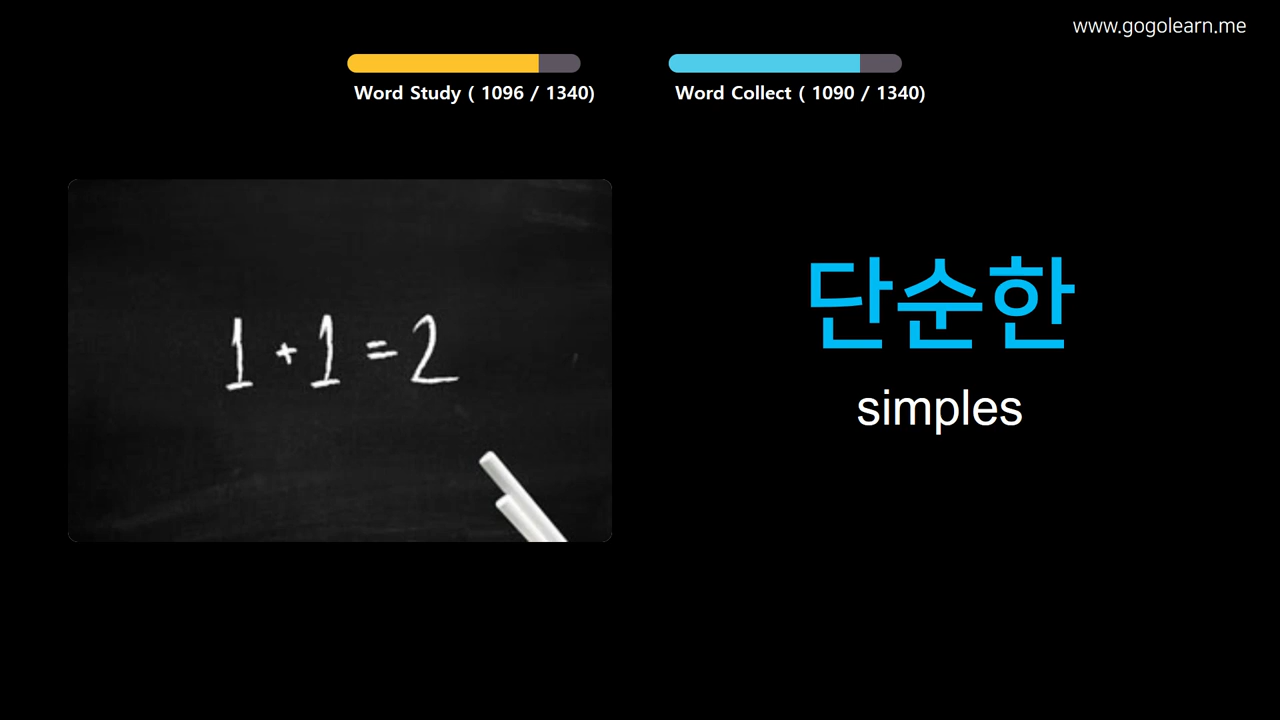 www.gogolearn.me
Word Study ( 1096 / 1340)
Word Collect ( 1090 / 1340)
1 + 1 = 2
단순한
simples